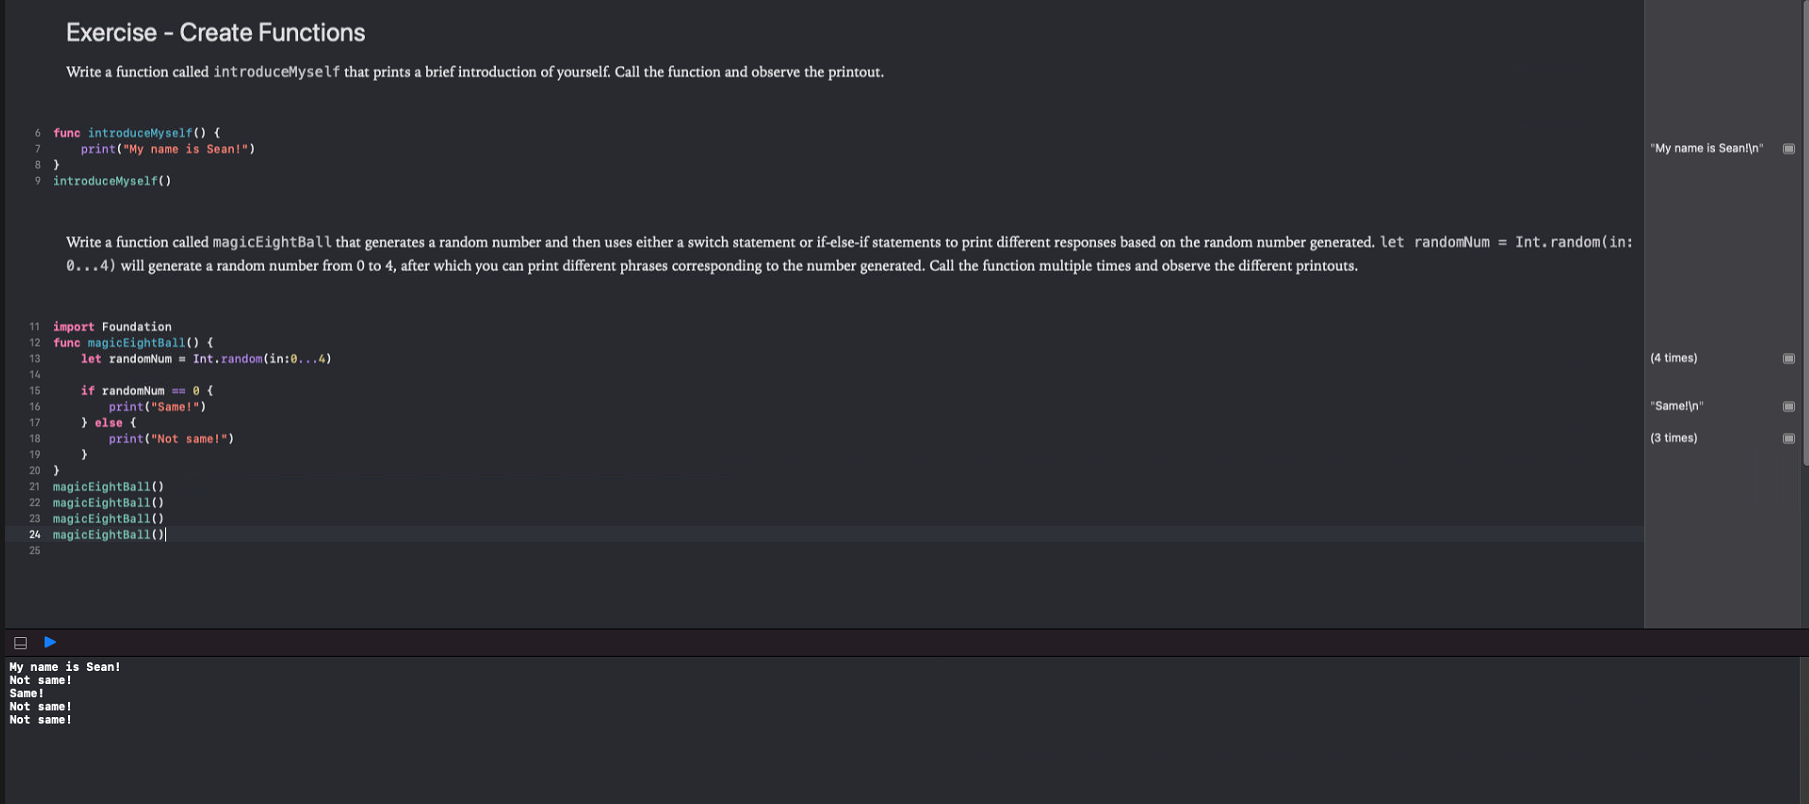 Exercise - Create Functions
Write a function called introduceMyself that prints a brief introduction of yourself. Call the function and observe the printout.
6 func introduceMyself() {
7     print("My name is Sean!")
"My name is Sean!\n"
8 }
9 introduceMyself()
Write a function called magicEightBall that generates a random number and then uses either a switch statement or if-else-if statements to print different responses based on the random number generated. let randomNum = Int.random(in:
0...4) will generate a random number from 0 to 4, after which you can print different phrases corresponding to the number generated. Call the function multiple times and observe the different printouts.
11 import Foundation
12 func magicEightBall() {
13     let randomNum = Int.random(in:0...4)
(4 times)
14
15     if randomNum == 0 {
16         print("Same!")
"Same!\n"
17     } else {
18         print("Not same!")
(3 times)
19     }
20 }
21 magicEightBall()
22 magicEightBall()
23 magicEightBall()
24 magicEightBall()
25
My name is Sean!
Not same!
Same!
Not same!
Not same!